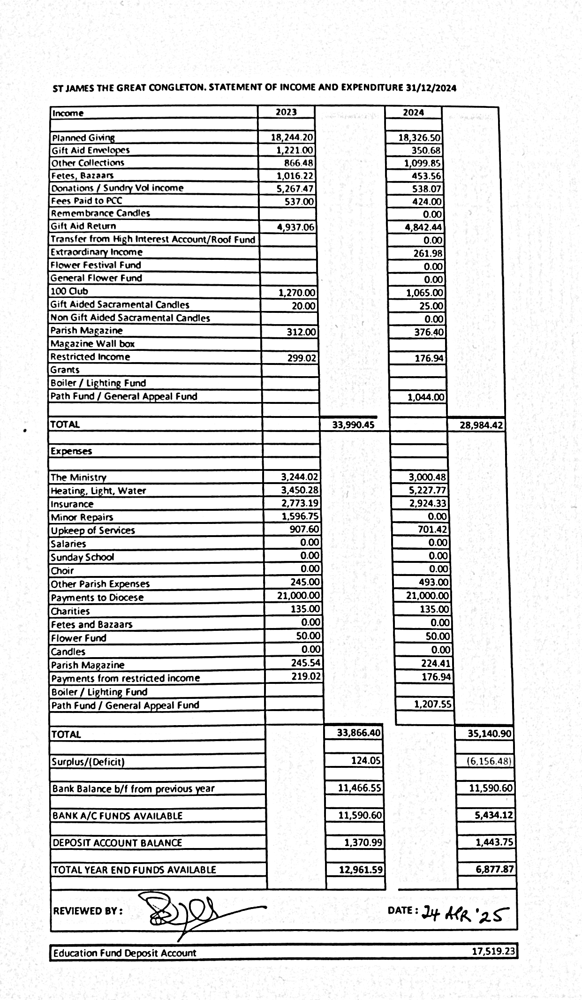 ST JAMES THE GREAT CONGLETON. STATEMENT OF INCOME AND EXPENDITURE 31/12/2024
Income 2023 2024
Planned Giving 18,244.20 18,326.50
Gift Aid Envelopes 1,221.00 350.68
Other Collections 866.48 1,099.85
Fetes, Bazaars 1,016.22 453.56
Donations / Sundry Vol income 5,267.47 538.07
Fees Paid to PCC 537.00 424.00
Remembrance Candles 0.00
Gift Aid Return 4,937.06 4,842.44
Transfer from High Interest Account/Roof Fund 0.00
Extraordinary Income 261.98
Flower Festival Fund 0.00
General Flower Fund 0.00
100 Club 1,270.00 1,065.00
Gift Aided Sacramental Candles 20.00 25.00
Non Gift Aided Sacramental Candles 0.00
Parish Magazine 312.00 376.40
Magazine Wall box
Restricted Income 299.02 176.94
Grants
Boiler / Lighting Fund
Path Fund / General Appeal Fund 1,044.00
TOTAL 33,990.45 28,984.42
Expenses
The Ministry 3,244.02 3,000.48
Heating, Light, Water 3,450.28 5,227.77
Insurance 2,773.19 2,924.33
Minor Repairs 1,596.75 0.00
Upkeep of Services 907.60 701.42
Salaries 0.00 0.00
Sunday School 0.00 0.00
Choir 0.00 0.00
Other Parish Expenses 245.00 493.00
Payments to Diocese 21,000.00 21,000.00
Charities 135.00 135.00
Fetes and Bazaars 0.00 0.00
Flower Fund 50.00 50.00
Candles 0.00 0.00
Parish Magazine 245.54 224.41
Payments from restricted income 219.02 176.94
Boiler / Lighting Fund
Path Fund / General Appeal Fund 1,207.55
TOTAL 33,866.40 35,140.90
Surplus/(Deficit) 124.05 (6,156.48)
Bank Balance b/f from previous year 11,466.55 11,590.60
BANK A/C FUNDS AVAILABLE 11,590.60 5,434.12
DEPOSIT ACCOUNT BALANCE 1,370.99 1,443.75
TOTAL YEAR END FUNDS AVAILABLE 12,961.59 6,877.87
REVIEWED BY: DATE: 24 APR '25
Education Fund Deposit Account 17,519.23